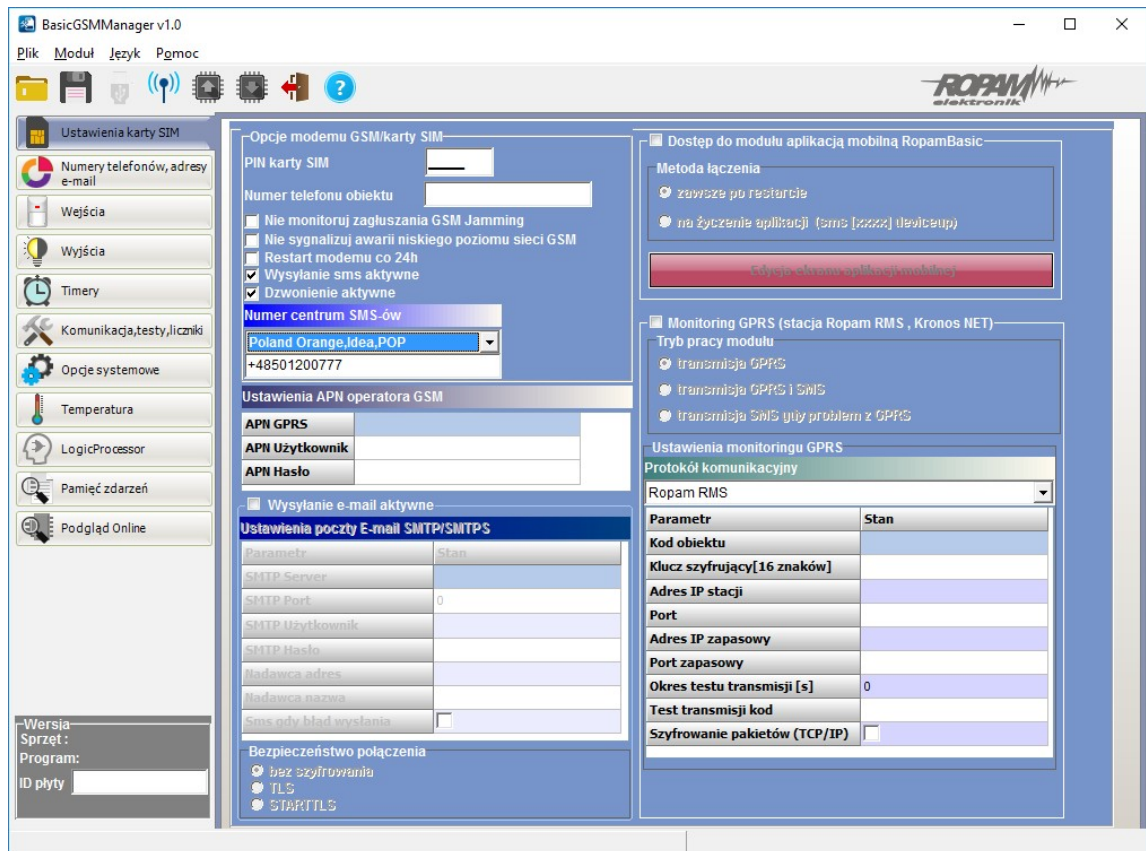 BasicGSMManager v1.0
Plik Moduł Język Pomoc
ROPAM
elektronik
Ustawienia karty SIM
Numery telefonów, adresy
e-mail
Wejścia
Wyjścia
Timery
Komunikacja,testy,liczniki
Opcje systemowe
Temperatura
LogicProcessor
Pamięć zdarzeń
Podgląd Online
Wersja
Sprzęt :
Program:
ID płyty
Opcje modemu GSM/karty SIM
PIN karty SIM
Numer telefonu obiektu
Nie monitoruj zagłuszania GSM Jamming
Nie sygnalizuj awarii niskiego poziomu sieci GSM
Restart modemu co 24h
Wysyłanie sms aktywne
Dzwonienie aktywne
Numer centrum SMS-ów
Poland Orange,Idea,POP
+48501200777
Ustawienia APN operatora GSM
APN GPRS
APN Użytkownik
APN Hasło
Wysyłanie e-mail aktywne
Ustawienia poczty E-mail SMTP/SMTPS
Parametr Stan
SMTP Server
SMTP Port 0
SMTP Użytkownik
SMTP Hasło
Nadawca adres
Nadawca nazwa
Sms gdy błąd wysłania
Bezpieczeństwo połączenia
bez szyfrowania
TLS
STARTTLS
Dostęp do modułu aplikacją mobilną RopamBasic
Metoda łączenia
zawsze po restarcie
na życzenie aplikacji (sms [xxxx] deviceup)
Edycja ekranu aplikacji mobilnej
Monitoring GPRS (stacja Ropam RMS , Kronos NET)
Tryb pracy modułu
transmisja GPRS
transmisja GPRS i SMS
transmisja SMS gdy problem z GPRS
Ustawienia monitoringu GPRS
Protokół komunikacyjny
Ropam RMS
Parametr Stan
Kod obiektu
Klucz szyfrujący[16 znaków]
Adres IP stacji
Port
Adres IP zapasowy
Port zapasowy
Okres testu transmisji [s] 0
Test transmisji kod
Szyfrowanie pakietów (TCP/IP)